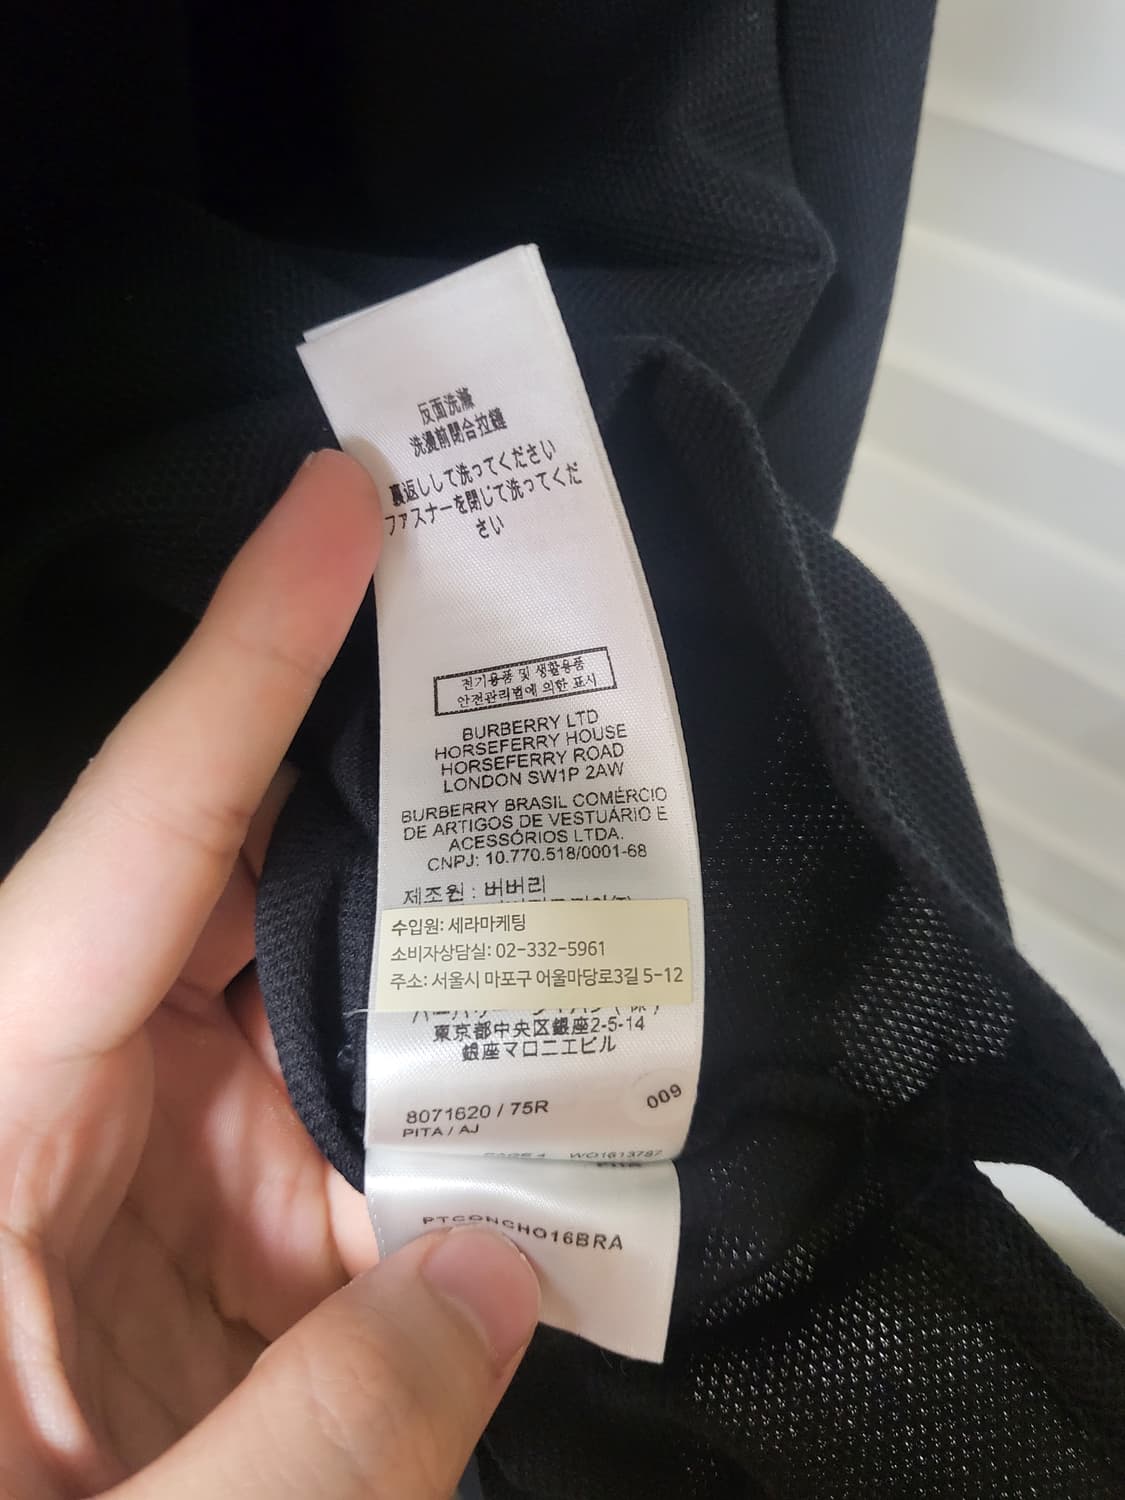 反面洗滌
洗燙前閉合拉鏈
裏返しして洗ってください
ファスナーを閉じて洗ってくだ
さい
전기용품 및 생활용품
안전관리법에 의한 표시
BURBERRY LTD
HORSEFERRY HOUSE
HORSEFERRY ROAD
LONDON SW1P 2AW
BURBERRY BRASIL COMÉRCIO
DE ARTIGOS DE VESTUÁRIO E
ACESSÓRIOS LTDA.
CNPJ: 10.770.518/0001-68
제조원 : 버버리
수입원: 세라마케팅
소비자상담실: 02-332-5961
주소: 서울시 마포구 어울마당로3길 5-12
東京都中央区銀座2-5-14
銀座マロニエビル
8071620 / 75R
009
PITA / AJ
PAGE 4 WO1613787
PTCONCHO16BRA